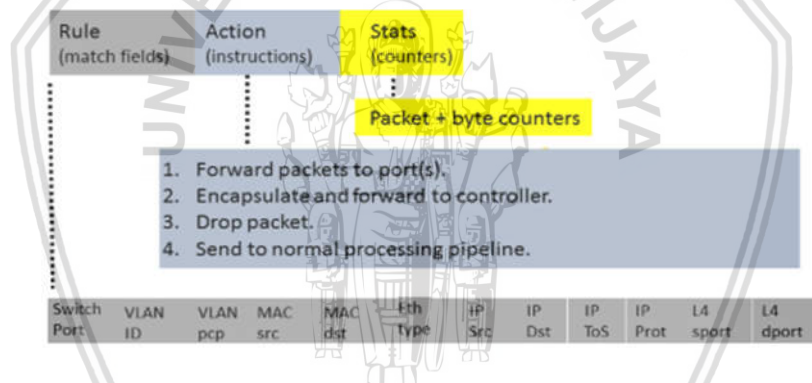 Rule Action Stats
(match fields) (instructions) (counters)
Packet + byte counters
1. Forward packets to port(s).
2. Encapsulate and forward to controller.
3. Drop packet.
4. Send to normal processing pipeline.
Switch VLAN VLAN MAC MAC Eth IP IP IP IP L4 L4
Port ID pcp src dst type Src Dst ToS Prot sport dport